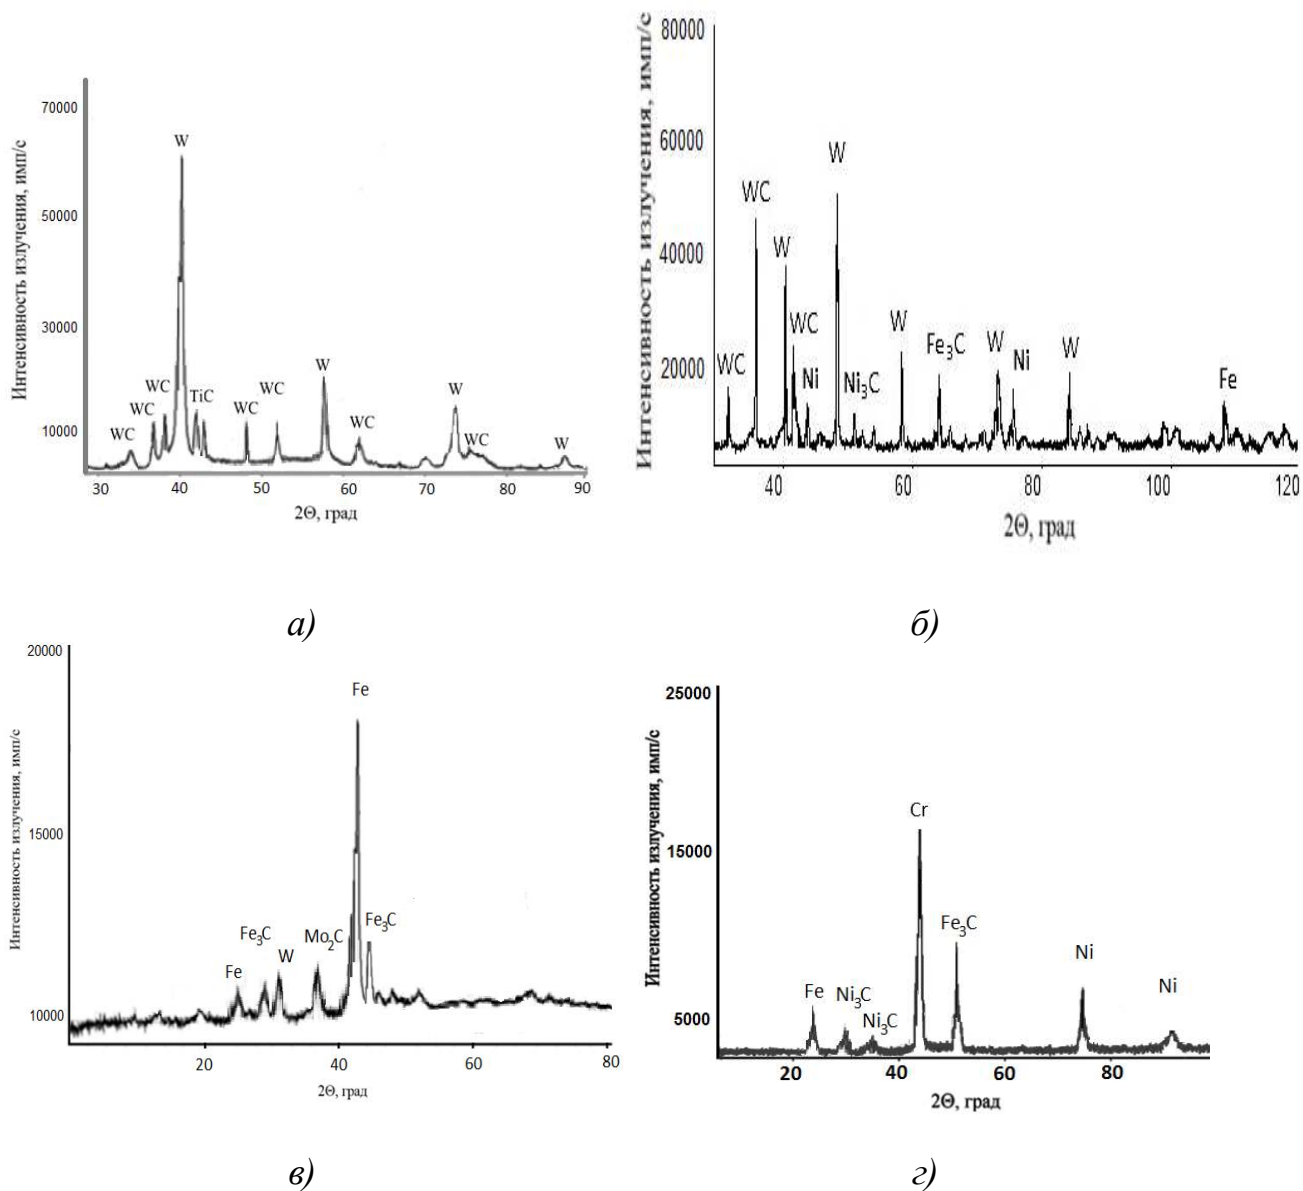 Интенсивность излучения, имп/с
70000
50000
30000
10000
W
WC
WC
WC
TiC
WC
WC
W
WC
W
WC
W
30 40 50 60 70 80 90
2Θ, град
а)
Интенсивность излучения, имп/с
80000
60000
40000
20000
WC
WC
W
WC
Ni
W
Ni3C
W
Fe3C
W
Ni
W
Fe
40 60 80 100 120
2Θ, град
б)
Интенсивность излучения, имп/с
20000
15000
10000
Fe
Fe3C
W
Mo2C
Fe
Fe3C
20 40 60 80
2Θ, град
в)
Интенсивность излучения, имп/с
25000
15000
5000
Fe
Ni3C
Ni3C
Cr
Fe3C
Ni
Ni
20 40 60 80
2Θ, град
г)